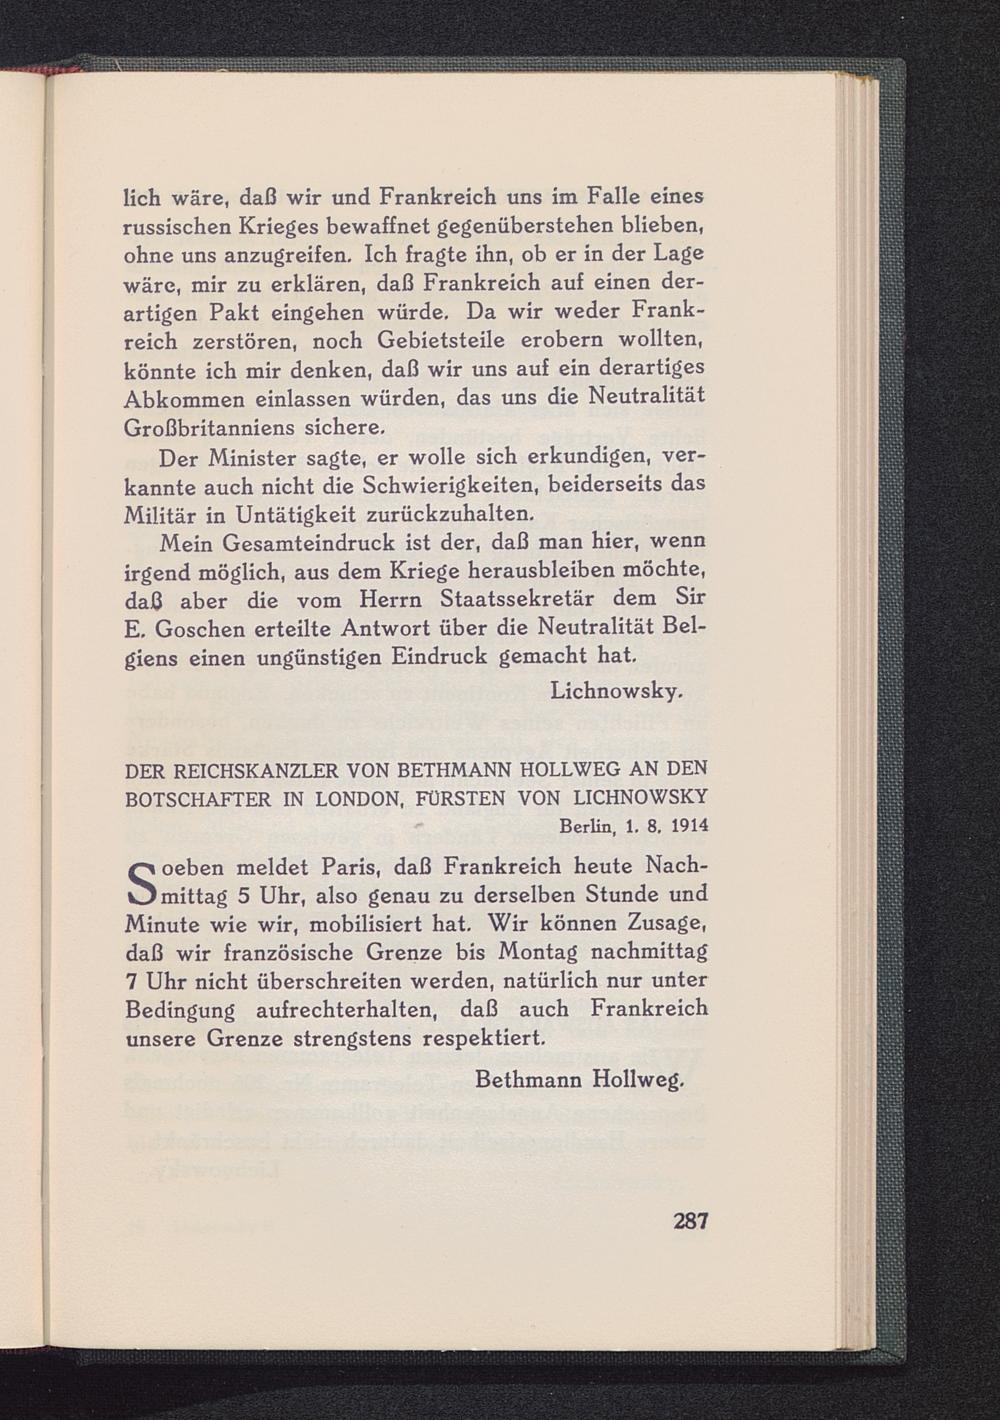 lich wäre, daß wir und Frankreich uns im Falle eines
russischen Krieges bewaffnet gegenüberstehen blieben,
ohne uns anzugreifen. Ich fragte ihn, ob er in der Lage
wäre, mir zu erklären, daß Frankreich auf einen der-
artigen Pakt eingehen würde. Da wir weder Frank-
reich zerstören, noch Gebietsteile erobern wollten,
könnte ich mir denken, daß wir uns auf ein derartiges
Abkommen einlassen würden, das uns die Neutralität
Großbritanniens sichere.
Der Minister sagte, er wolle sich erkundigen, ver-
kannte auch nicht die Schwierigkeiten, beiderseits das
Militär in Untätigkeit zurückzuhalten.
Mein Gesamteindruck ist der, daß man hier, wenn
irgend möglich, aus dem Kriege herausbleiben möchte,
daß aber die vom Herrn Staatssekretär dem Sir
E. Goschen erteilte Antwort über die Neutralität Bel-
giens einen ungünstigen Eindruck gemacht hat.
Lichnowsky.
DER REICHSKANZLER VON BETHMANN HOLLWEG AN DEN
BOTSCHAFTER IN LONDON, FÜRSTEN VON LICHNOWSKY
Berlin, 1. 8. 1914
Soeben meldet Paris, daß Frankreich heute Nach-
mittag 5 Uhr, also genau zu derselben Stunde und
Minute wie wir, mobilisiert hat. Wir können Zusage,
daß wir französische Grenze bis Montag nachmittag
7 Uhr nicht überschreiten werden, natürlich nur unter
Bedingung aufrechterhalten, daß auch Frankreich
unsere Grenze strengstens respektiert.
Bethmann Hollweg.
287